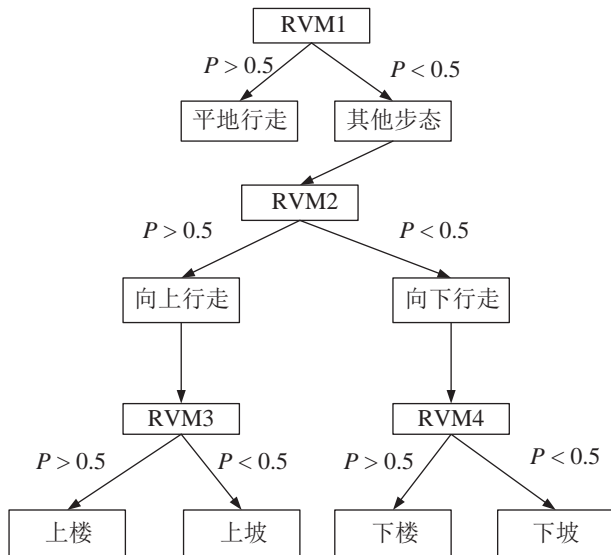 RVM1
P > 0.5
P < 0.5
平地行走
其他步态
RVM2
P > 0.5
P < 0.5
向上行走
向下行走
RVM3
RVM4
P > 0.5
P < 0.5
P > 0.5
P < 0.5
上楼
上坡
下楼
下坡